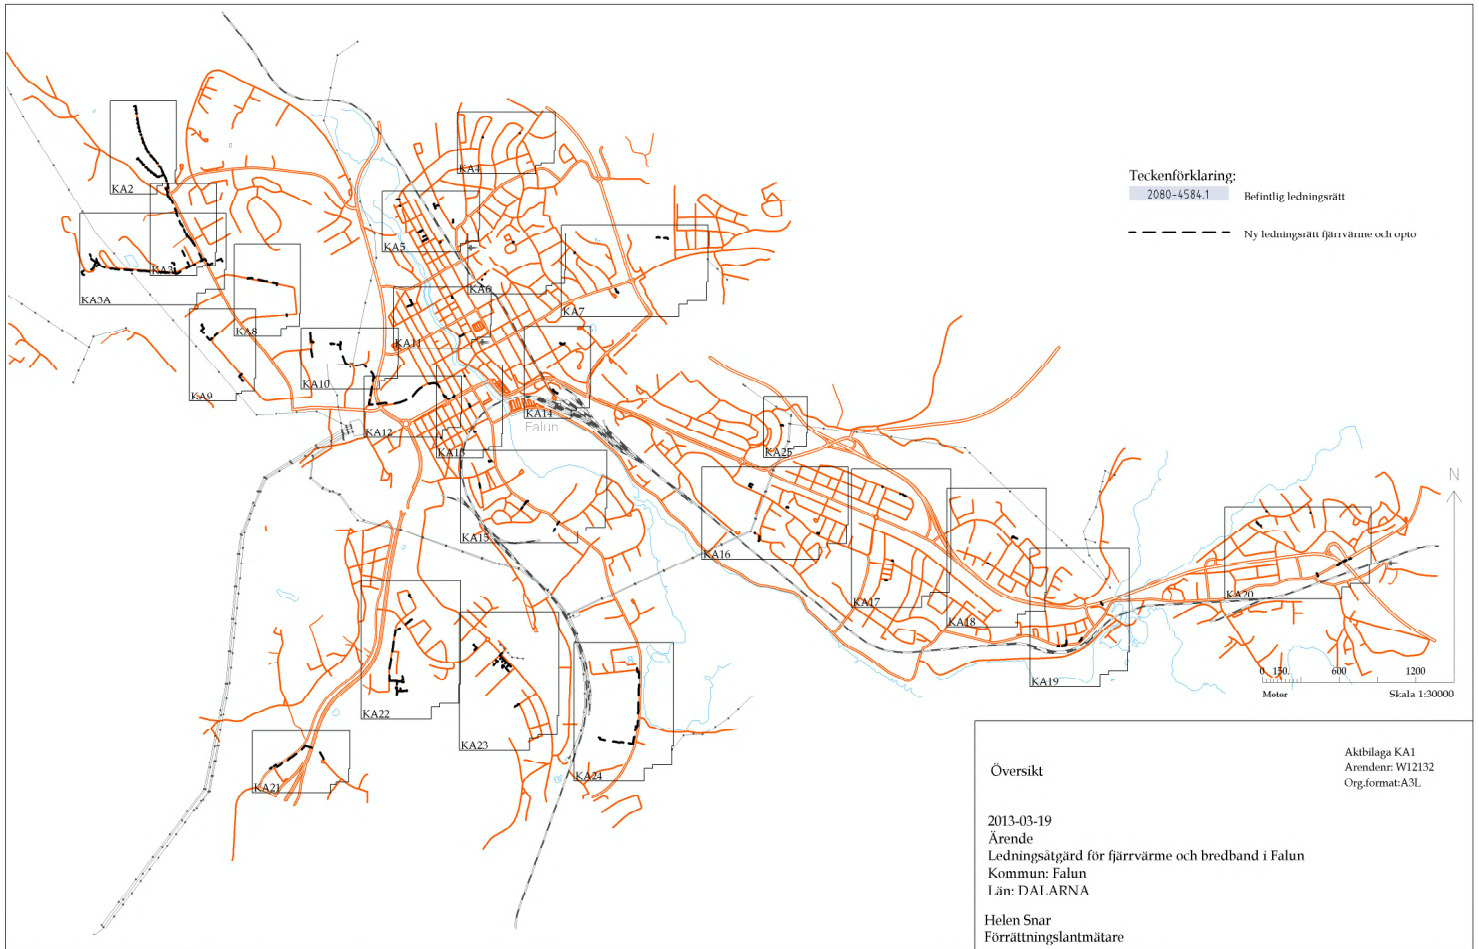 KA2
KA4
KA5
KA3
KA3A
KA6
KA7
KA8
KA9
KA10
KA11
KA12
KA13
KA14
Falun
KA15
KA16
KA25
KA17
KA18
KA19
KA20
KA21
KA22
KA23
KA24
Teckenförklaring:
2080-4584.1 Befintlig ledningsrätt
Ny ledningsrätt fjärrvärme och opto
N
0 150 600 1200
Meter Skala 1:30000
Översikt
Aktbilaga KA1
Ärendenr: W12132
Org.format:A3L
2013-03-19
Ärende
Ledningsåtgärd för fjärrvärme och bredband i Falun
Kommun: Falun
Län: DALARNA
Helen Snar
Förrättningslantmätare